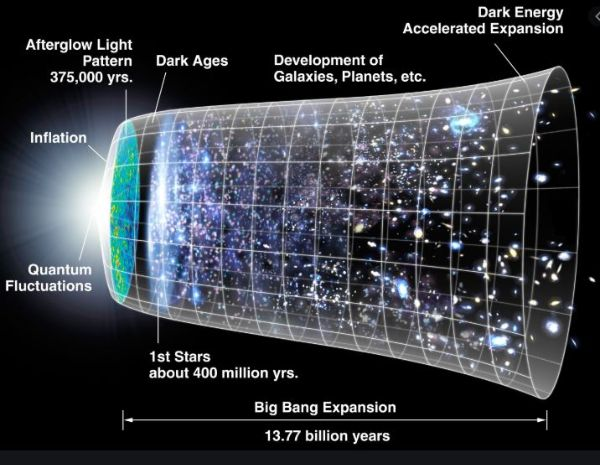 Dark Energy
Accelerated Expansion
Afterglow Light
Pattern
375,000 yrs.
Dark Ages
Development of
Galaxies, Planets, etc.
Inflation
Quantum
Fluctuations
1st Stars
about 400 million yrs.
Big Bang Expansion
13.77 billion years